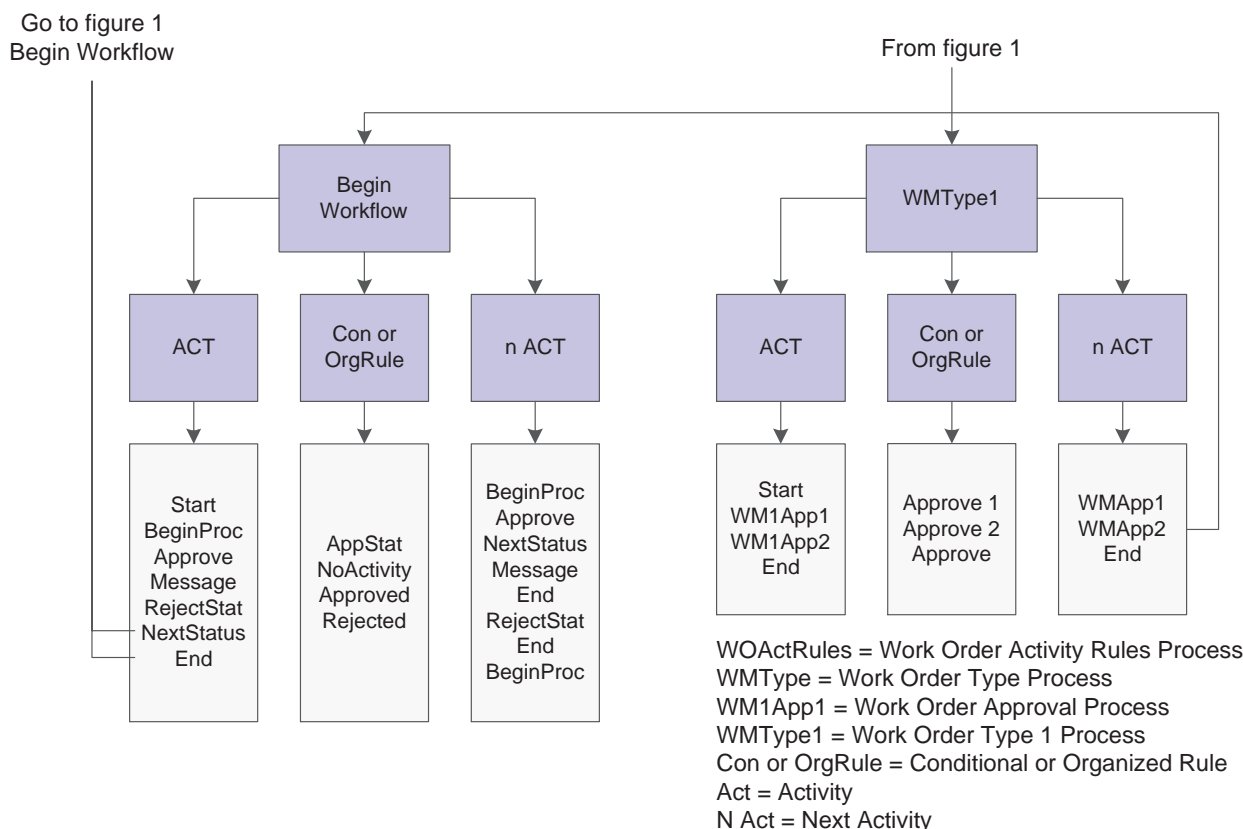 Go to figure 1
Begin Workflow
From figure 1
Begin
Workflow
WMType1
ACT
Con or
OrgRule
n ACT
ACT
Con or
OrgRule
n ACT
Start
BeginProc
Approve
Message
RejectStat
NextStatus
End
AppStat
NoActivity
Approved
Rejected
BeginProc
Approve
NextStatus
Message
End
RejectStat
End
BeginProc
Start
WM1App1
WM1App2
End
Approve 1
Approve 2
Approve
WMApp1
WMApp2
End
WOActRules = Work Order Activity Rules Process
WMType = Work Order Type Process
WM1App1 = Work Order Approval Process
WMType1 = Work Order Type 1 Process
Con or OrgRule = Conditional or Organized Rule
Act = Activity
N Act = Next Activity